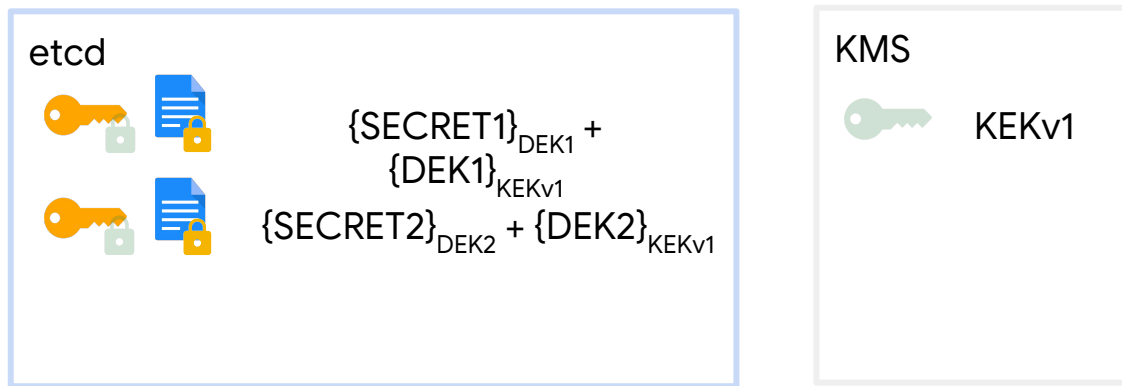 etcd
{SECRET1}DEK1 +
{DEK1}KEKv1
{SECRET2}DEK2 + {DEK2}KEKv1
KMS
KEKv1